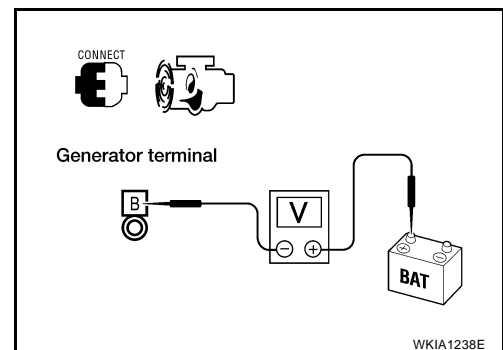 CONNECT
Generator terminal
B
V
− +
+ −
BAT
WKIA1238E